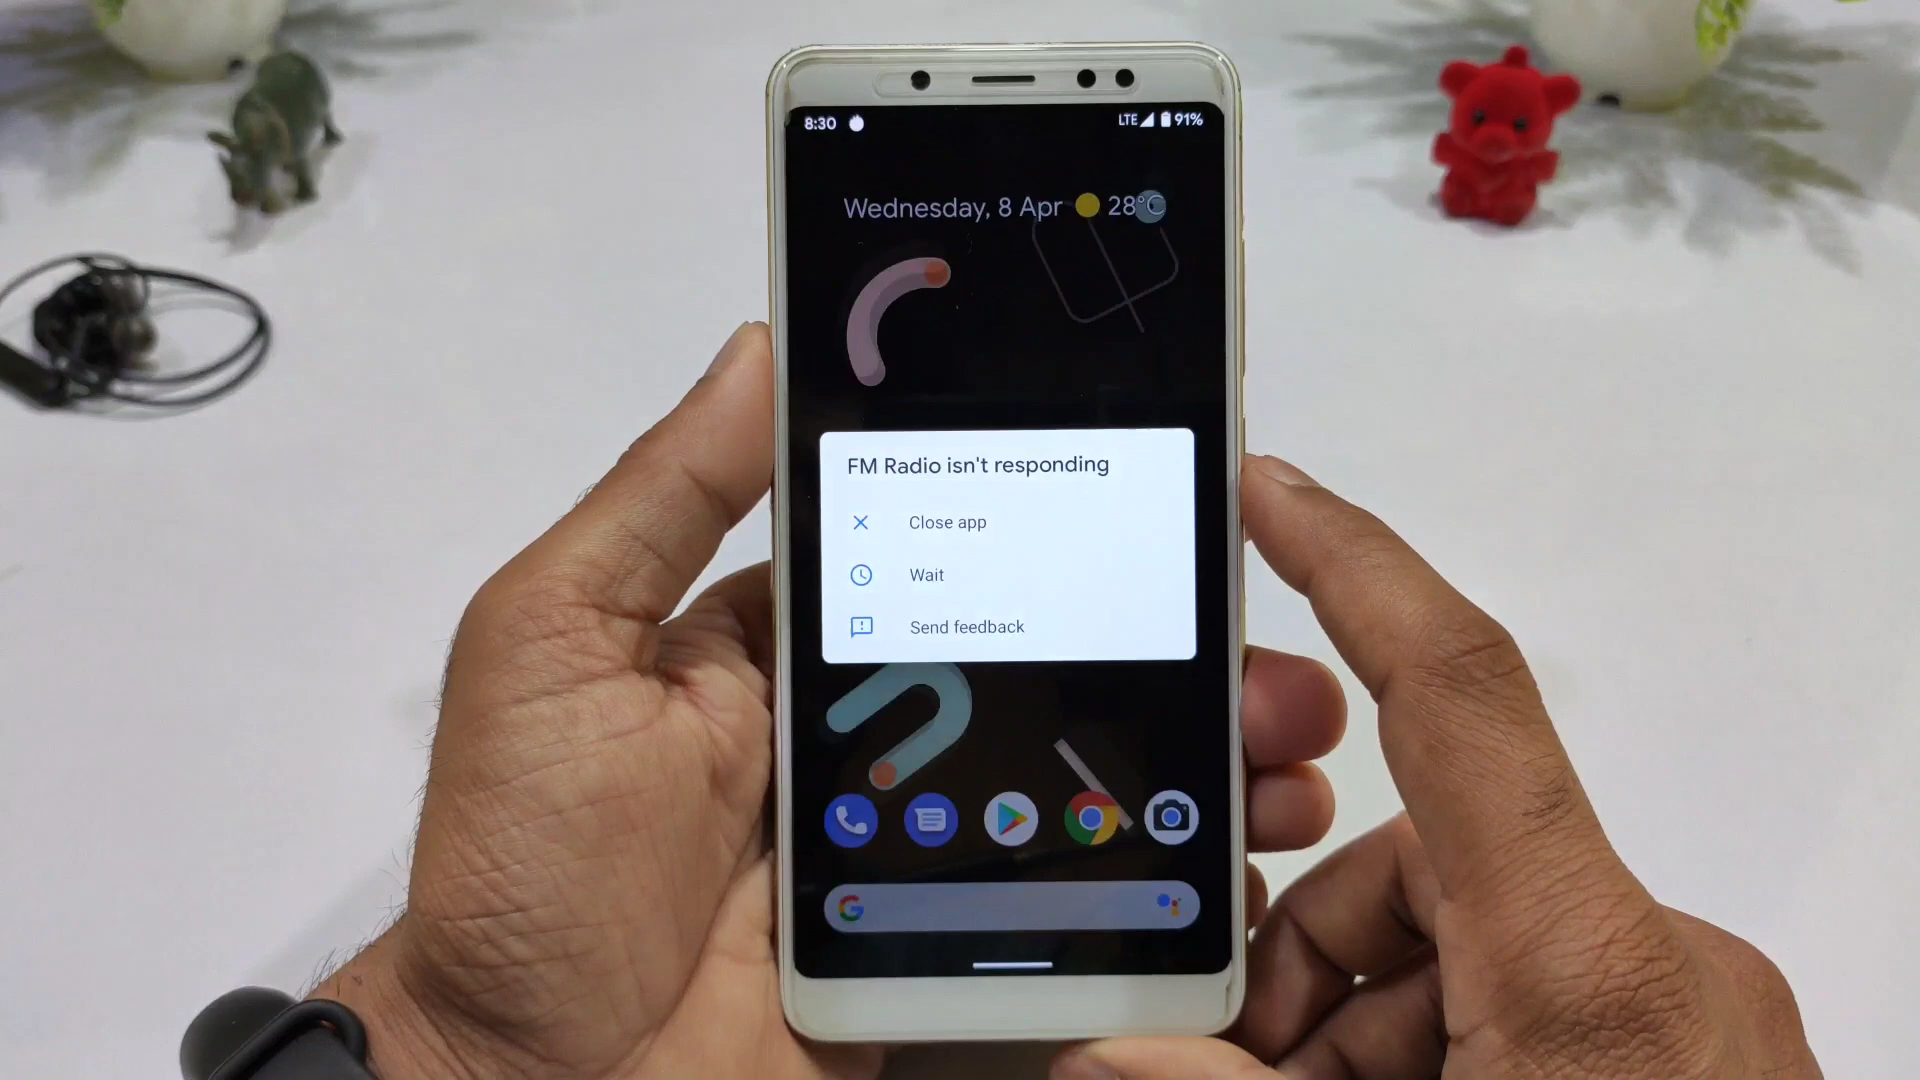 8:30 LTE 91%
Wednesday, 8 Apr 28°C
FM Radio isn't responding
Close app
Wait
Send feedback